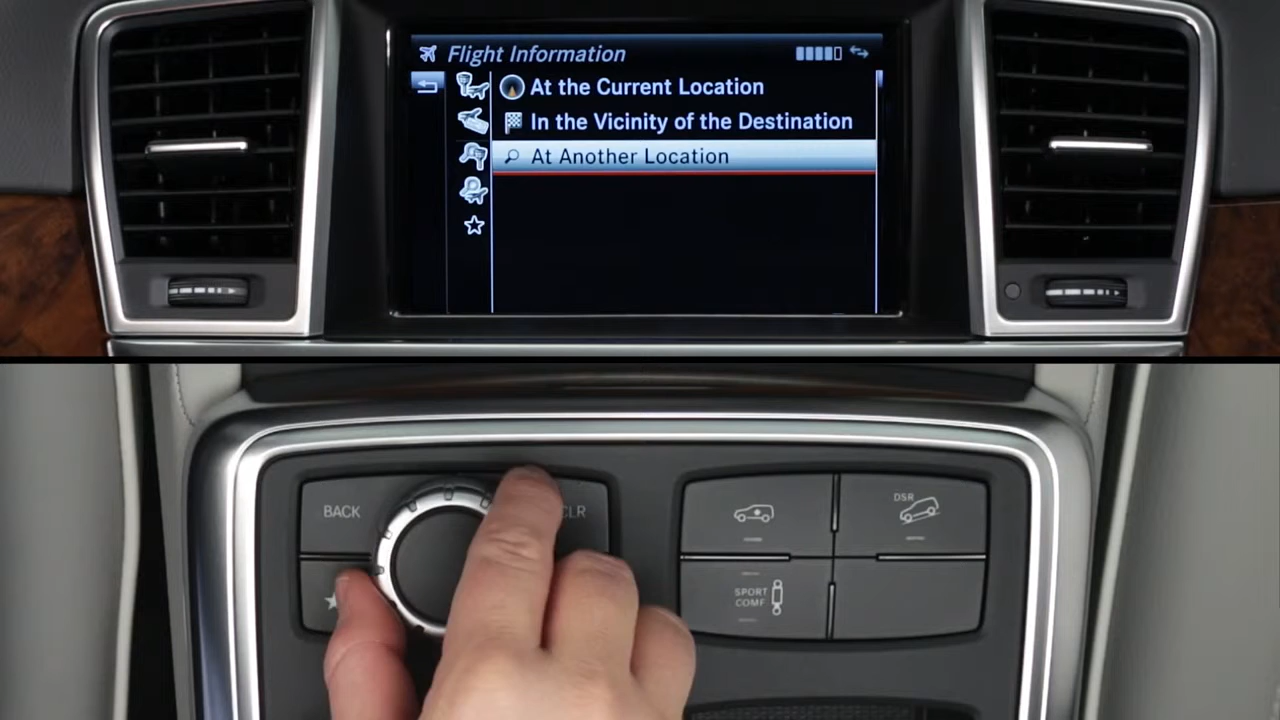 Flight Information
At the Current Location
In the Vicinity of the Destination
At Another Location
BACK
CLR
DSR
SPORT
COMF